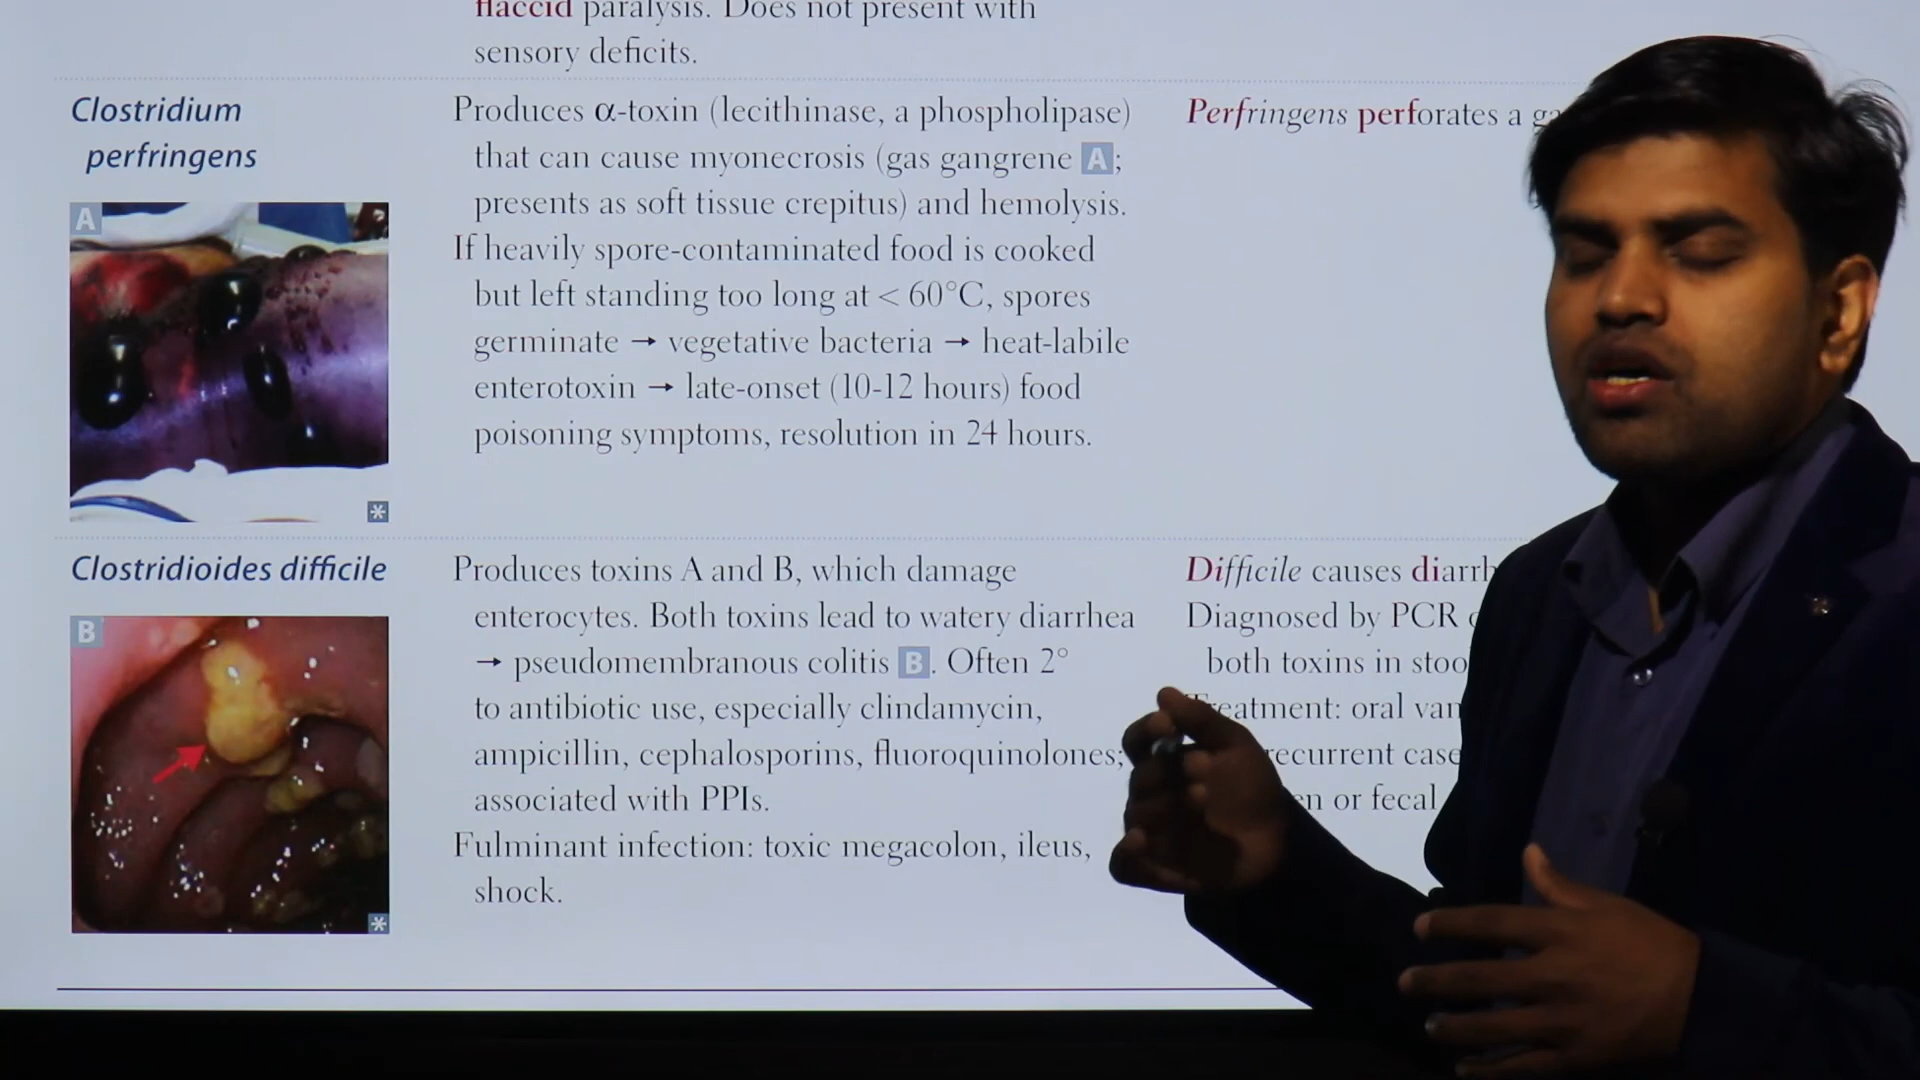 flaccid paralysis. Does not present with
sensory deficits.
Clostridium
perfringens
A
*
Produces α-toxin (lecithinase, a phospholipase)
that can cause myonecrosis (gas gangrene A;
presents as soft tissue crepitus) and hemolysis.
If heavily spore-contaminated food is cooked
but left standing too long at < 60°C, spores
germinate → vegetative bacteria → heat-labile
enterotoxin → late-onset (10-12 hours) food
poisoning symptoms, resolution in 24 hours.
Perfringens perforates a
Clostridioides difficile
B
*
Produces toxins A and B, which damage
enterocytes. Both toxins lead to watery diarrhea
→ pseudomembranous colitis B. Often 2°
to antibiotic use, especially clindamycin,
ampicillin, cephalosporins, fluoroquinolones;
associated with PPIs.
Fulminant infection: toxic megacolon, ileus,
shock.
Difficile causes diarrh
Diagnosed by PCR
both toxins in stoo
Treatment: oral van
recurrent case
or fecal